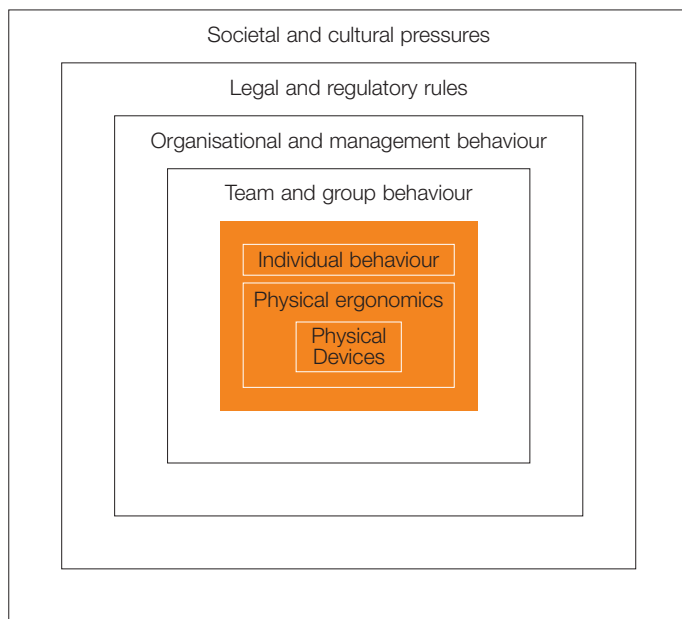 Societal and cultural pressures
Legal and regulatory rules
Organisational and management behaviour
Team and group behaviour
Individual behaviour
Physical ergonomics
Physical
Devices